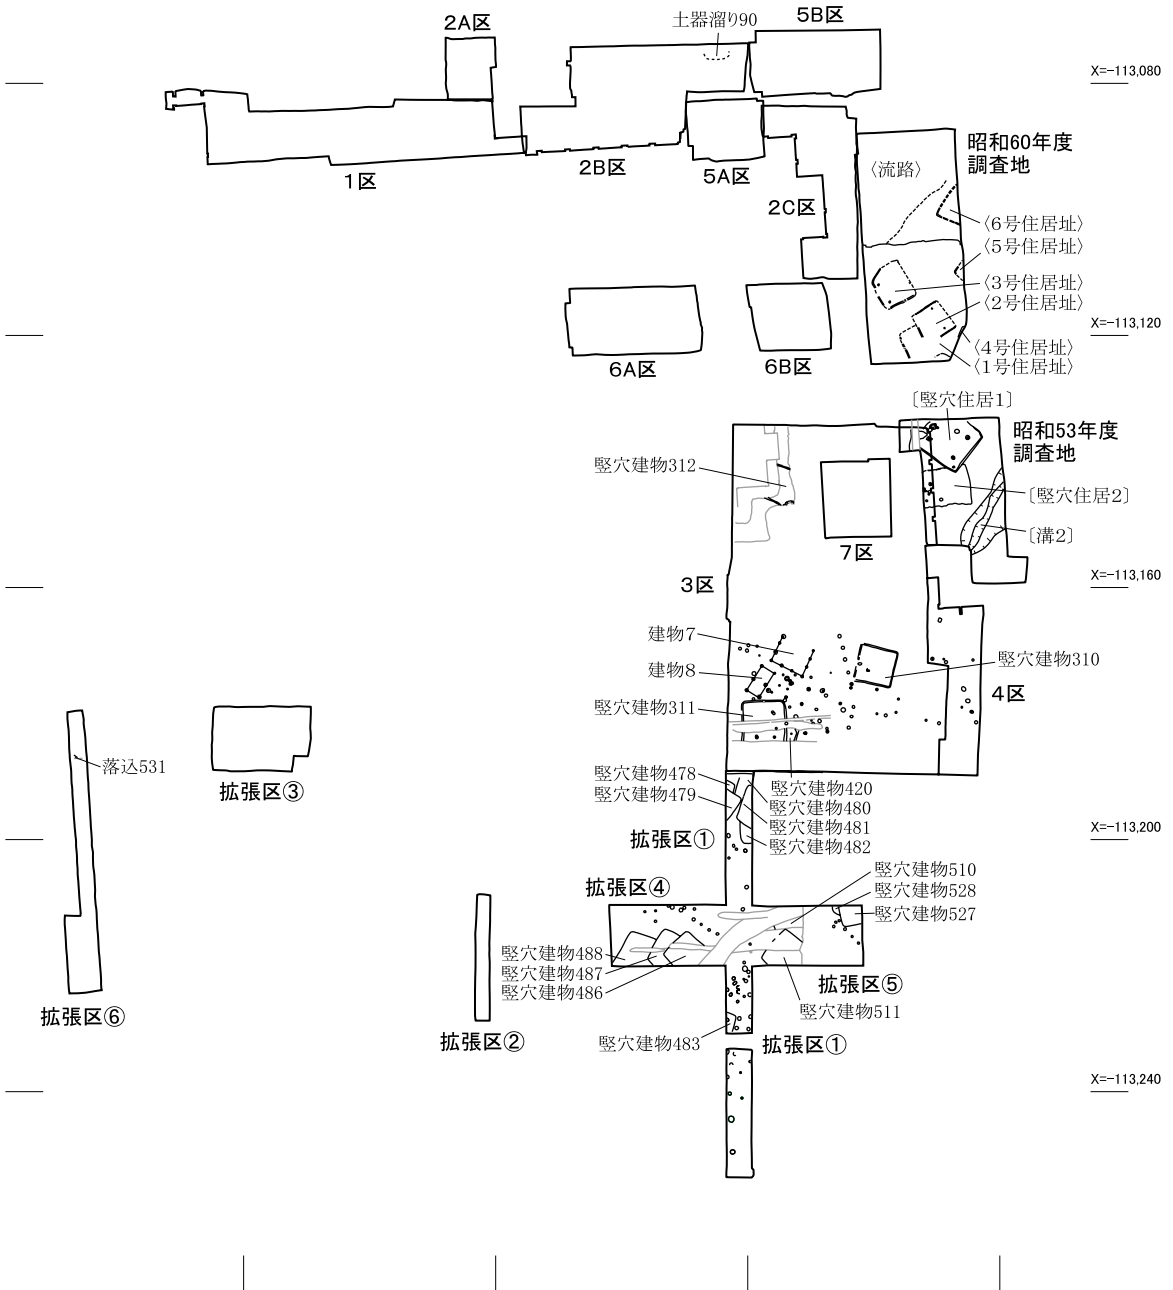 2A区
土器溜り90
5B区
X=-113,080
1区
2B区
5A区
2C区
〈流路〉
昭和60年度
調査地
〈6号住居址〉
〈5号住居址〉
〈3号住居址〉
〈2号住居址〉
X=-113,120
〈4号住居址〉
〈1号住居址〉
6A区
6B区
〔竪穴住居1〕
昭和53年度
調査地
竪穴建物312
〔竪穴住居2〕
〔溝2〕
7区
3区
X=-113,160
建物7
建物8
竪穴建物310
竪穴建物311
4区
落込531
拡張区③
竪穴建物478
竪穴建物479
竪穴建物420
竪穴建物480
竪穴建物481
竪穴建物482
拡張区①
X=-113,200
竪穴建物510
竪穴建物528
竪穴建物527
拡張区④
竪穴建物488
竪穴建物487
竪穴建物486
拡張区⑤
竪穴建物511
拡張区⑥
拡張区②
竪穴建物483
拡張区①
X=-113,240